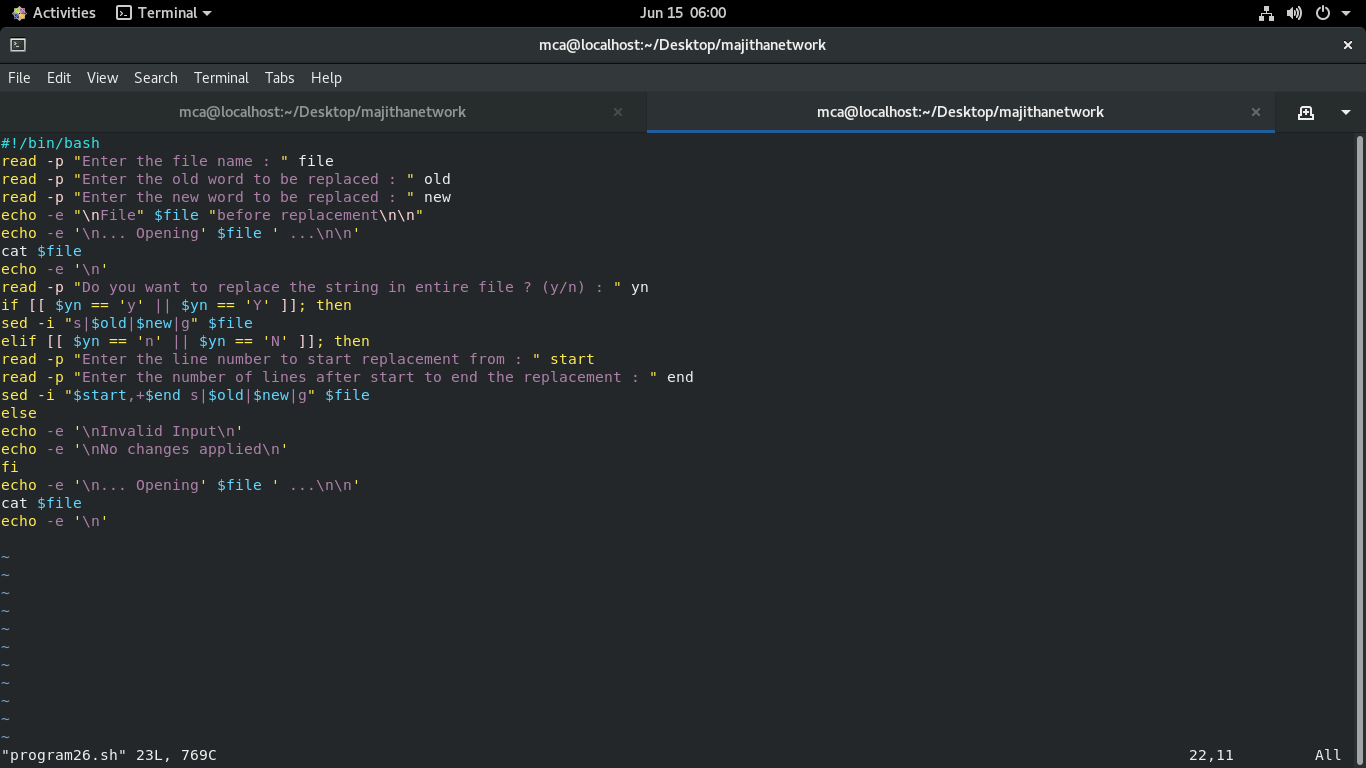 Activities Terminal Jun 15 06:00
mca@localhost:~/Desktop/majithanetwork
File Edit View Search Terminal Tabs Help
mca@localhost:~/Desktop/majithanetwork mca@localhost:~/Desktop/majithanetwork
#!/bin/bash
read -p "Enter the file name : " file
read -p "Enter the old word to be replaced : " old
read -p "Enter the new word to be replaced : " new
echo -e "\nFile" $file "before replacement\n\n"
echo -e '\n... Opening' $file ' ...\n\n'
cat $file
echo -e '\n'
read -p "Do you want to replace the string in entire file ? (y/n) : " yn
if [[ $yn == 'y' || $yn == 'Y' ]]; then
sed -i "s|$old|$new|g" $file
elif [[ $yn == 'n' || $yn == 'N' ]]; then
read -p "Enter the line number to start replacement from : " start
read -p "Enter the number of lines after start to end the replacement : " end
sed -i "$start,+$end s|$old|$new|g" $file
else
echo -e '\nInvalid Input\n'
echo -e '\nNo changes applied\n'
fi
echo -e '\n... Opening' $file ' ...\n\n'
cat $file
echo -e '\n'
~
~
~
~
~
~
~
~
~
~
~
"program26.sh" 23L, 769C 22,11 All